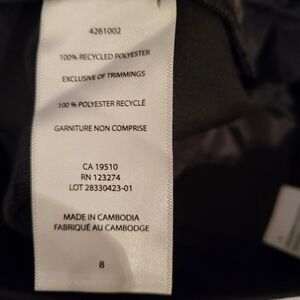 4261002
100% RECYCLED POLYESTER
EXCLUSIVE OF TRIMMINGS
100 % POLYESTER RECYCLÉ
GARNITURE NON COMPRISE
CA 19510
RN 123274
LOT 28330423-01
MADE IN CAMBODIA
FABRIQUÉ AU CAMBODGE
8